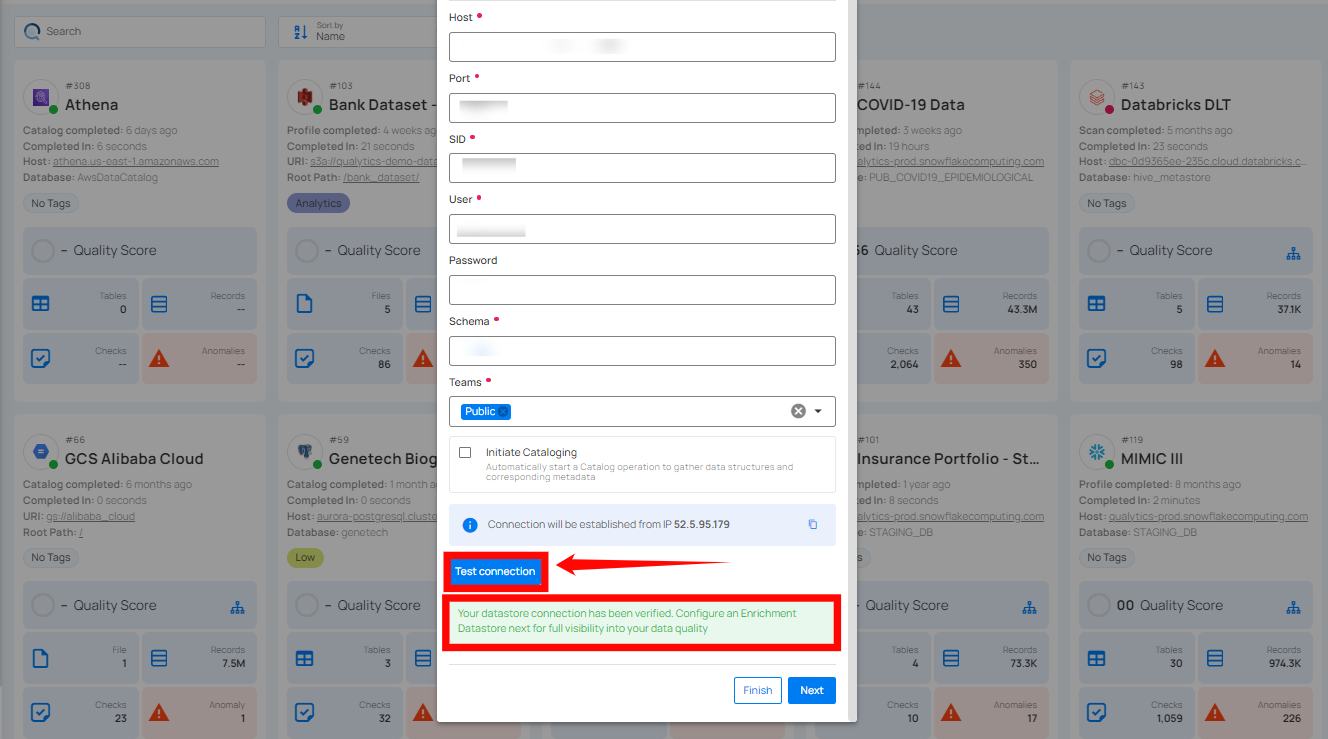 Search
Sort by
Name
#308
Athena
Catalog completed: 6 days ago
Completed In: 6 seconds
Host: athena.us-east-1.amazonaws.com
Database: AwsDataCatalog
No Tags
– Quality Score
Tables
0
Records
--
Checks
--
Anomalies
--
#103
Bank Dataset -
Profile completed: 4 weeks ago
Completed In: 21 seconds
URI: s3a://qualytics-demo-data
Root Path: /bank_dataset/
Analytics
– Quality Score
Files
5
Checks
86
Host
Port
SID
User
Password
Schema
Teams
Public
Initiate Cataloging
Automatically start a Catalog operation to gather data structures and
corresponding metadata
Connection will be established from IP 52.5.95.179
Test connection
Your datastore connection has been verified. Configure an Enrichment
Datastore next for full visibility into your data quality
Finish
Next
#144
COVID-19 Data
mpleted: 3 weeks ago
ed In: 19 hours
alytics-prod.snowflakecomputing.com
e: PUB_COVID19_EPIDEMIOLOGICAL
66 Quality Score
Tables
43
Records
43.3M
Checks
2,064
Anomalies
350
#143
Databricks DLT
Scan completed: 5 months ago
Completed In: 23 seconds
Host: dbc-0d9365ee-235c.cloud.databricks.c...
Database: hive_metastore
No Tags
– Quality Score
Tables
5
Records
37.1K
Checks
98
Anomalies
14
#66
GCS Alibaba Cloud
Catalog completed: 6 months ago
Completed In: 0 seconds
URI: gs://alibaba_cloud
Root Path: /
No Tags
– Quality Score
File
1
Records
7.5M
Checks
23
Anomaly
1
#59
Genetech Biog
Catalog completed: 1 month a
Completed In: 0 seconds
Host: aurora-postgresql.cluste
Database: genetech
Low
– Quality Score
Tables
3
Checks
32
#101
Insurance Portfolio - St...
mpleted: 1 year ago
ed In: 8 seconds
alytics-prod.snowflakecomputing.com
e: STAGING_DB
s
Quality Score
Tables
4
Records
73.3K
Checks
10
Anomalies
17
#119
MIMIC III
Profile completed: 8 months ago
Completed In: 2 minutes
Host: qualytics-prod.snowflakecomputing.com
Database: STAGING_DB
No Tags
00 Quality Score
Tables
30
Records
974.3K
Checks
1,059
Anomalies
226